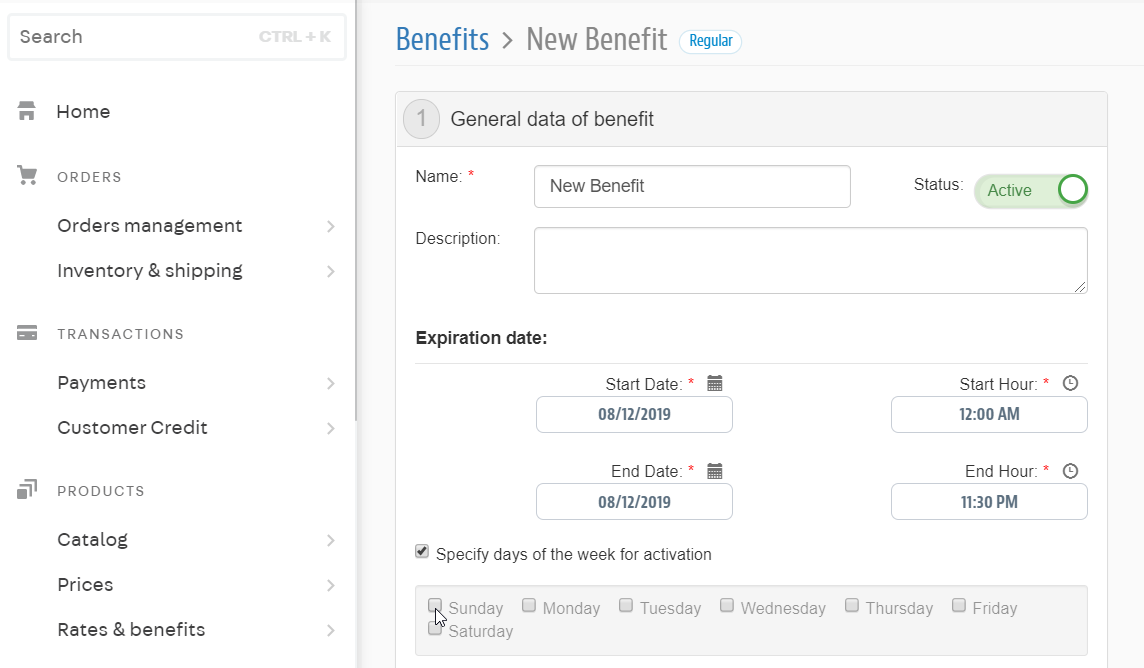 Search CTRL + K
Home
ORDERS
Orders management
Inventory & shipping
TRANSACTIONS
Payments
Customer Credit
PRODUCTS
Catalog
Prices
Rates & benefits
Benefits > New Benefit Regular
1 General data of benefit
Name: * New Benefit Status: Active
Description:
Expiration date:
Start Date: * Start Hour: *
08/12/2019 12:00 AM
End Date: * End Hour: *
08/12/2019 11:30 PM
Specify days of the week for activation
Sunday Monday Tuesday Wednesday Thursday Friday
Saturday